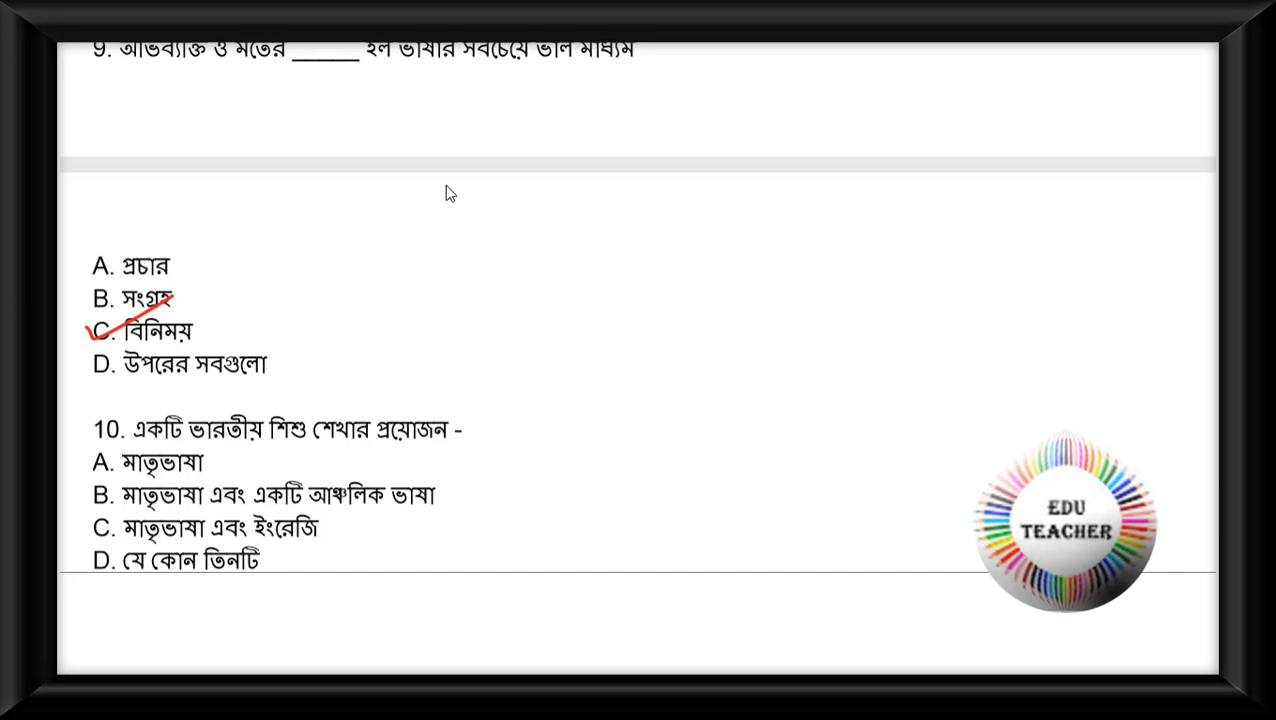 9. অভিব্যক্তি ও মতের _____ হল ভাষার সবচেয়ে ভাল মাধ্যম
A. প্রচার
B. সংগ্রহ
C. বিনিময়
D. উপরের সবগুলো
10. একটি ভারতীয় শিশু শেখার প্রয়োজন -
A. মাতৃভাষা
B. মাতৃভাষা এবং একটি আঞ্চলিক ভাষা
C. মাতৃভাষা এবং ইংরেজি
D. যে কোন তিনটি
EDU
TEACHER